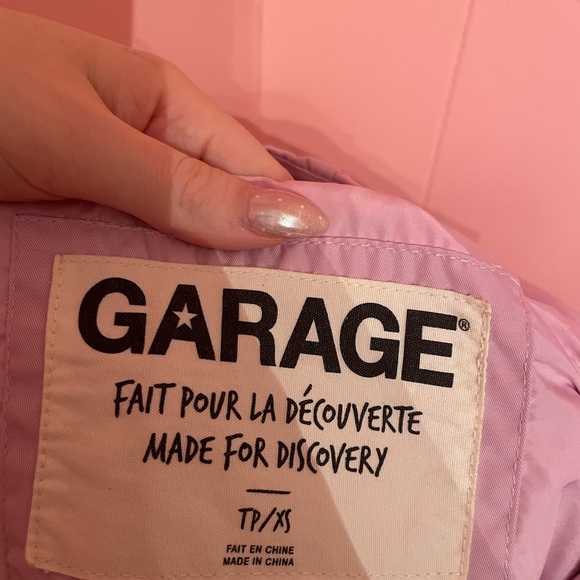 GARAGE®
FAIT POUR LA DÉCOUVERTE
MADE FOR DISCOVERY
TP/XS
FAIT EN CHINE
MADE IN CHINA